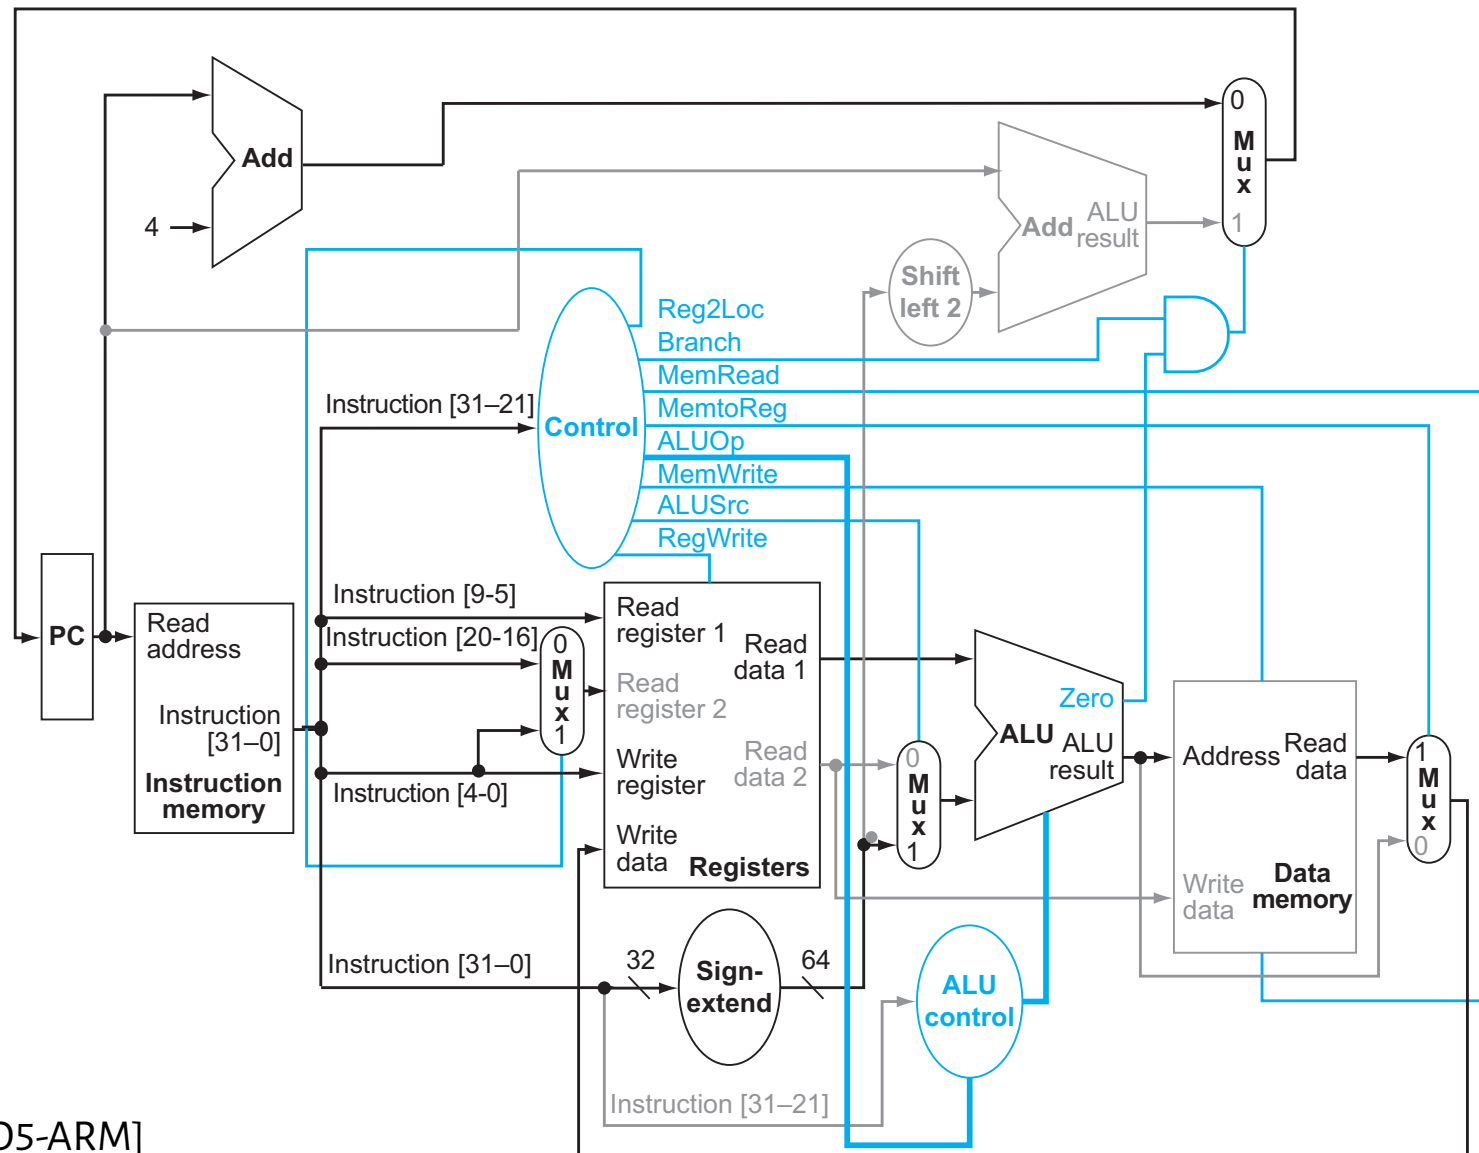 0
M
u
x
1
Add
4
Add
ALU
result
Shift
left 2
Reg2Loc
Branch
MemRead
MemtoReg
ALUOp
MemWrite
ALUSrc
RegWrite
Instruction [31–21]
Control
PC
Read
address
Instruction
[31–0]
Instruction
memory
Instruction [9-5]
Instruction [20-16]
Instruction [4-0]
0
M
u
x
1
Read
register 1
Read
register 2
Write
register
Write
data
Read
data 1
Read
data 2
Registers
0
M
u
x
1
Zero
ALU
ALU
result
Address
Read
data
Write
data
Data
memory
1
M
u
x
0
Instruction [31–0]
32
Sign-
extend
64
ALU
control
Instruction [31–21]
D5-ARM]